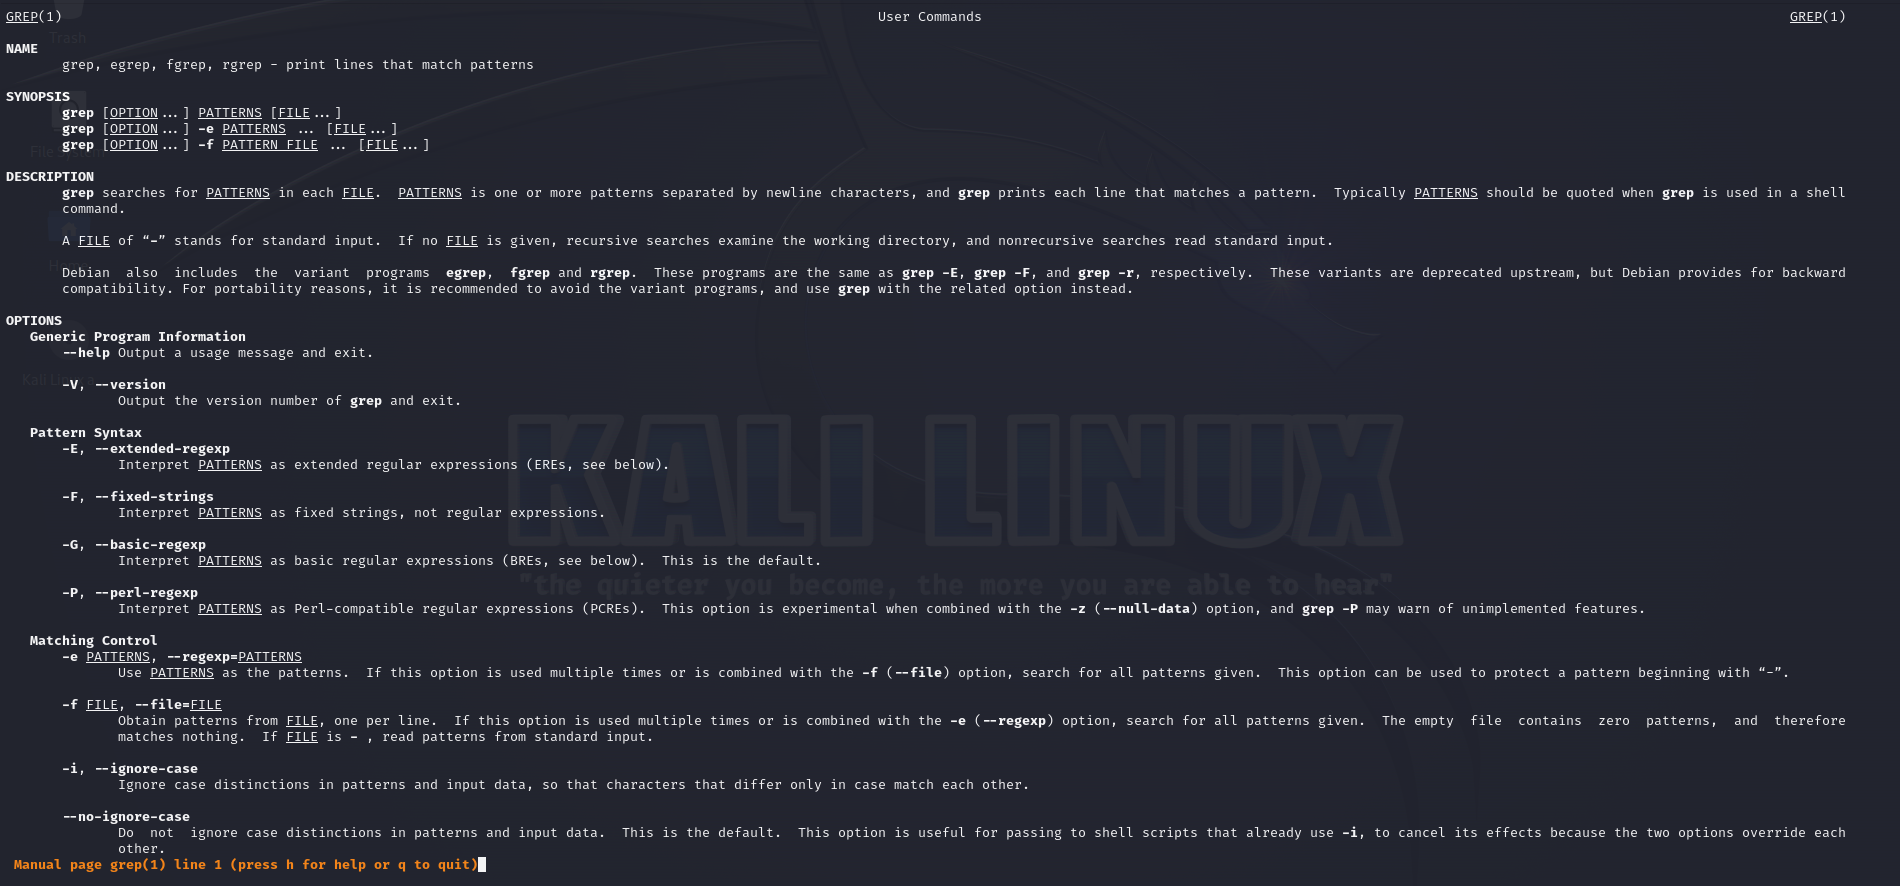 GREP(1) User Commands GREP(1)
Trash
NAME
grep, egrep, fgrep, rgrep - print lines that match patterns
SYNOPSIS
grep [OPTION...] PATTERNS [FILE...]
grep [OPTION...] -e PATTERNS ... [FILE...]
grep [OPTION...] -f PATTERN_FILE ... [FILE...]
File System
DESCRIPTION
grep searches for PATTERNS in each FILE. PATTERNS is one or more patterns separated by newline characters, and grep prints each line that matches a pattern. Typically PATTERNS should be quoted when grep is used in a shell
command.
A FILE of “-” stands for standard input. If no FILE is given, recursive searches examine the working directory, and nonrecursive searches read standard input.
Home
Debian also includes the variant programs egrep, fgrep and rgrep. These programs are the same as grep -E, grep -F, and grep -r, respectively. These variants are deprecated upstream, but Debian provides for backward
compatibility. For portability reasons, it is recommended to avoid the variant programs, and use grep with the related option instead.
OPTIONS
Generic Program Information
--help Output a usage message and exit.
Kali Li
-V, --version
Output the version number of grep and exit.
Pattern Syntax
-E, --extended-regexp
Interpret PATTERNS as extended regular expressions (EREs, see below).
KALI LINUX
-F, --fixed-strings
Interpret PATTERNS as fixed strings, not regular expressions.
-G, --basic-regexp
Interpret PATTERNS as basic regular expressions (BREs, see below). This is the default.
"the quieter you become, the more you are able to hear"
-P, --perl-regexp
Interpret PATTERNS as Perl-compatible regular expressions (PCREs). This option is experimental when combined with the -z (--null-data) option, and grep -P may warn of unimplemented features.
Matching Control
-e PATTERNS, --regexp=PATTERNS
Use PATTERNS as the patterns. If this option is used multiple times or is combined with the -f (--file) option, search for all patterns given. This option can be used to protect a pattern beginning with “-”.
-f FILE, --file=FILE
Obtain patterns from FILE, one per line. If this option is used multiple times or is combined with the -e (--regexp) option, search for all patterns given. The empty file contains zero patterns, and therefore
matches nothing. If FILE is - , read patterns from standard input.
-i, --ignore-case
Ignore case distinctions in patterns and input data, so that characters that differ only in case match each other.
--no-ignore-case
Do not ignore case distinctions in patterns and input data. This is the default. This option is useful for passing to shell scripts that already use -i, to cancel its effects because the two options override each
other.
Manual page grep(1) line 1 (press h for help or q to quit)